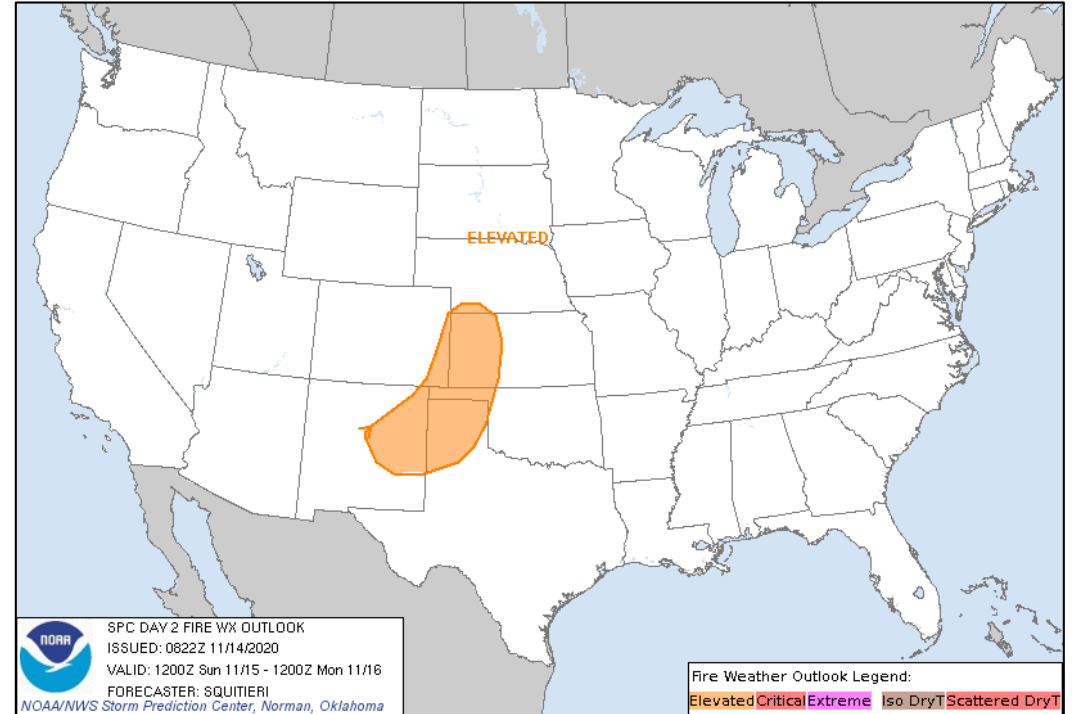 ELEVATED
NOAA
SPC DAY 2 FIRE WX OUTLOOK
ISSUED: 0822Z 11/14/2020
VALID: 1200Z Sun 11/15 - 1200Z Mon 11/16
FORECASTER: SQUITIERI
NOAA/NWS Storm Prediction Center, Norman, Oklahoma
Fire Weather Outlook Legend:
Elevated Critical Extreme Iso DryT Scattered DryT